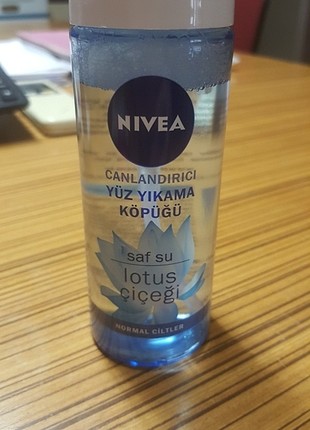 NIVEA
CANLANDIRICI
YÜZ YIKAMA
KÖPÜĞÜ
saf su
lotus
çiçeği
NORMAL CİLTLER